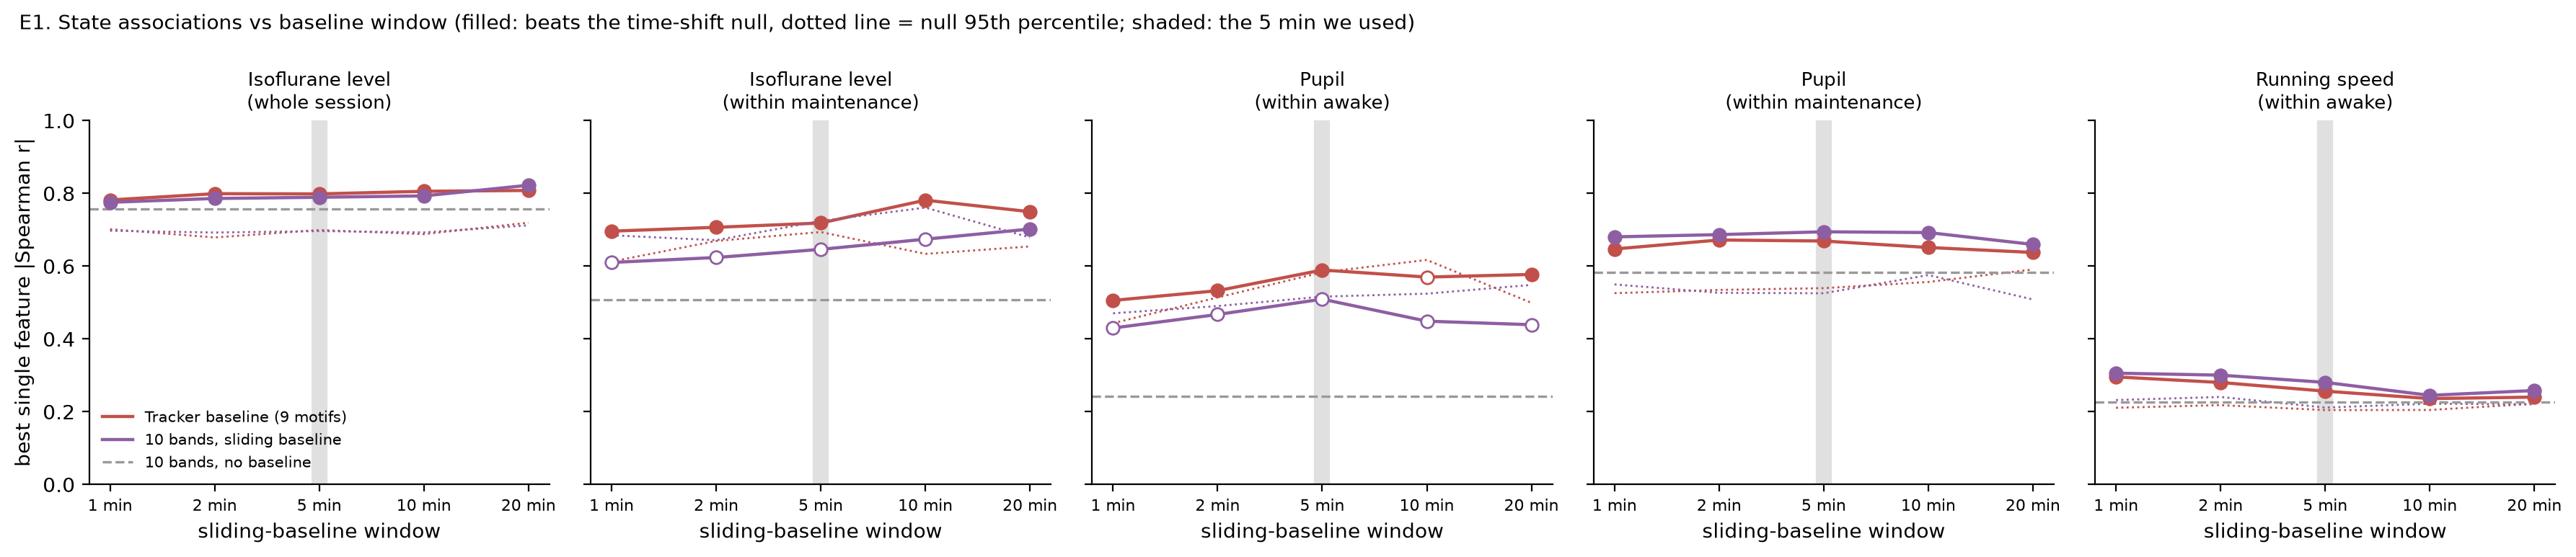 E1. State associations vs baseline window (filled: beats the time-shift null, dotted line = null 95th percentile; shaded: the 5 min we used)
Isoflurane level
(whole session)
Isoflurane level
(within maintenance)
Pupil
(within awake)
Pupil
(within maintenance)
Running speed
(within awake)
best single feature |Spearman r|
1.0
0.8
0.6
0.4
0.2
0.0
Tracker baseline (9 motifs)
10 bands, sliding baseline
10 bands, no baseline
1 min 2 min 5 min 10 min 20 min
1 min 2 min 5 min 10 min 20 min
1 min 2 min 5 min 10 min 20 min
1 min 2 min 5 min 10 min 20 min
1 min 2 min 5 min 10 min 20 min
sliding-baseline window
sliding-baseline window
sliding-baseline window
sliding-baseline window
sliding-baseline window